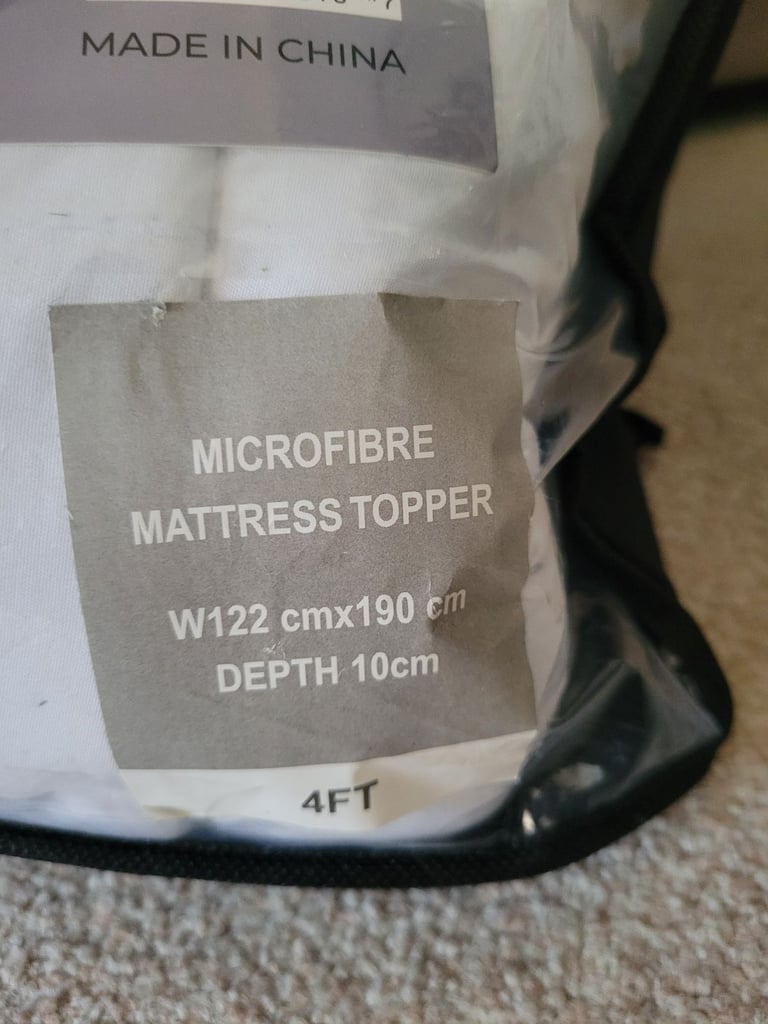 MADE IN CHINA
MICROFIBRE
MATTRESS TOPPER
W122 cmx190 cm
DEPTH 10cm
4FT